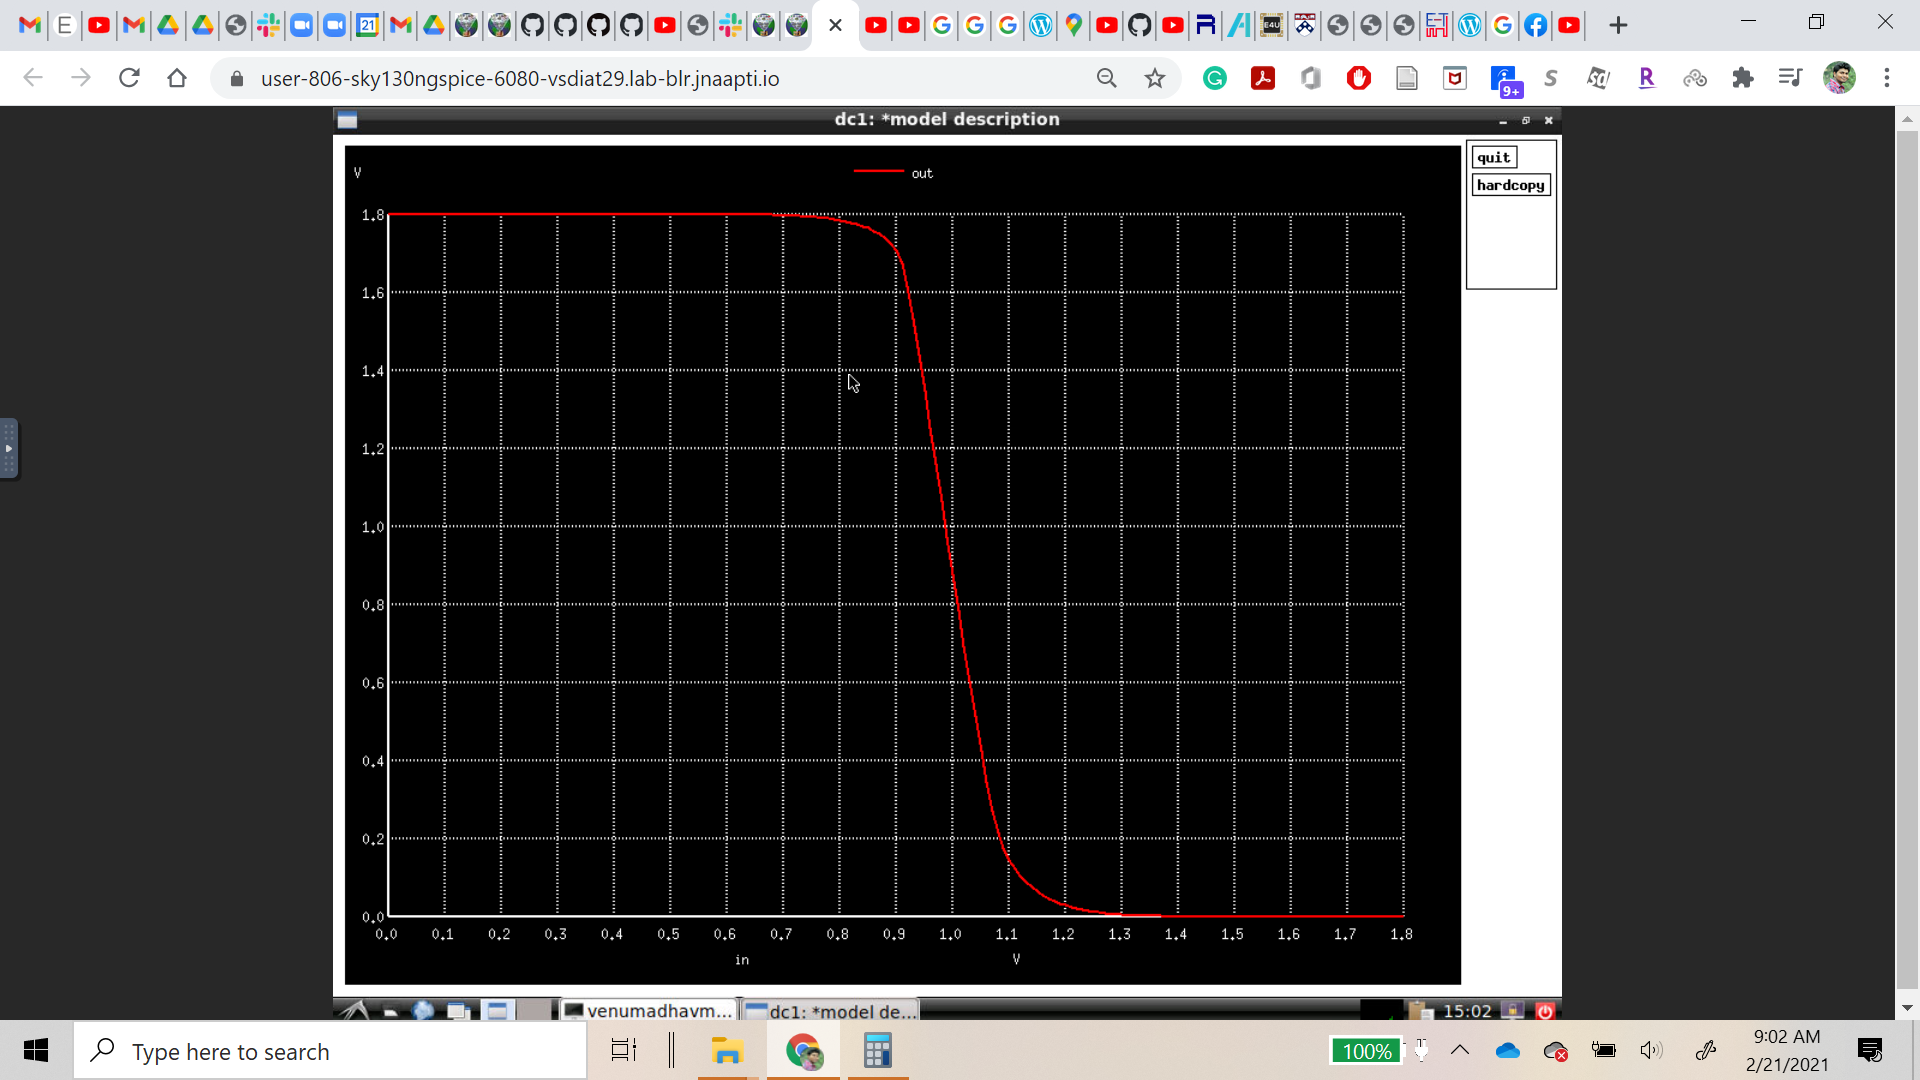 21
E4U
user-806-sky130ngspice-6080-vsdiat29.lab-blr.jnaapti.io
9+
dc1: *model description
quit
hardcopy
V
out
1.8
1.6
1.4
1.2
1.0
0.8
0.6
0.4
0.2
0.0
0.0 0.1 0.2 0.3 0.4 0.5 0.6 0.7 0.8 0.9 1.0 1.1 1.2 1.3 1.4 1.5 1.6 1.7 1.8
in V
venumadhavm...
dc1: *model de...
15:02
Type here to search
100%
9:02 AM
2/21/2021